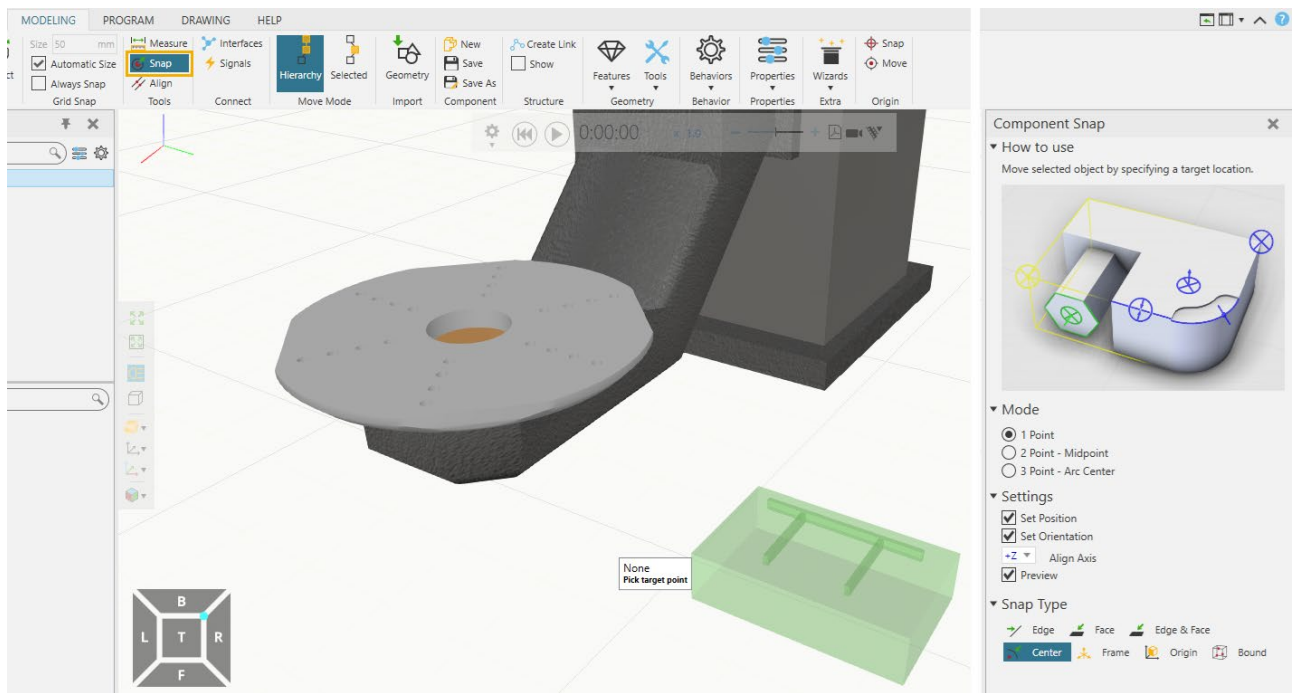 MODELING PROGRAM DRAWING HELP
Size 50 mm
Automatic Size
Always Snap
Grid Snap
Measure
Snap
Align
Tools
Interfaces
Signals
Connect
Hierarchy
Selected
Move Mode
Geometry
Import
New
Save
Save As
Component
Create Link
Show
Structure
Features
Tools
Geometry
Behaviors
Behavior
Properties
Properties
Wizards
Extra
Snap
Move
Origin
0:00:00 x 1.0
None
Pick target point
B
L T R
F
Component Snap
How to use
Move selected object by specifying a target location.
Mode
1 Point
2 Point - Midpoint
3 Point - Arc Center
Settings
Set Position
Set Orientation
+Z Align Axis
Preview
Snap Type
Edge Face Edge & Face
Center Frame Origin Bound